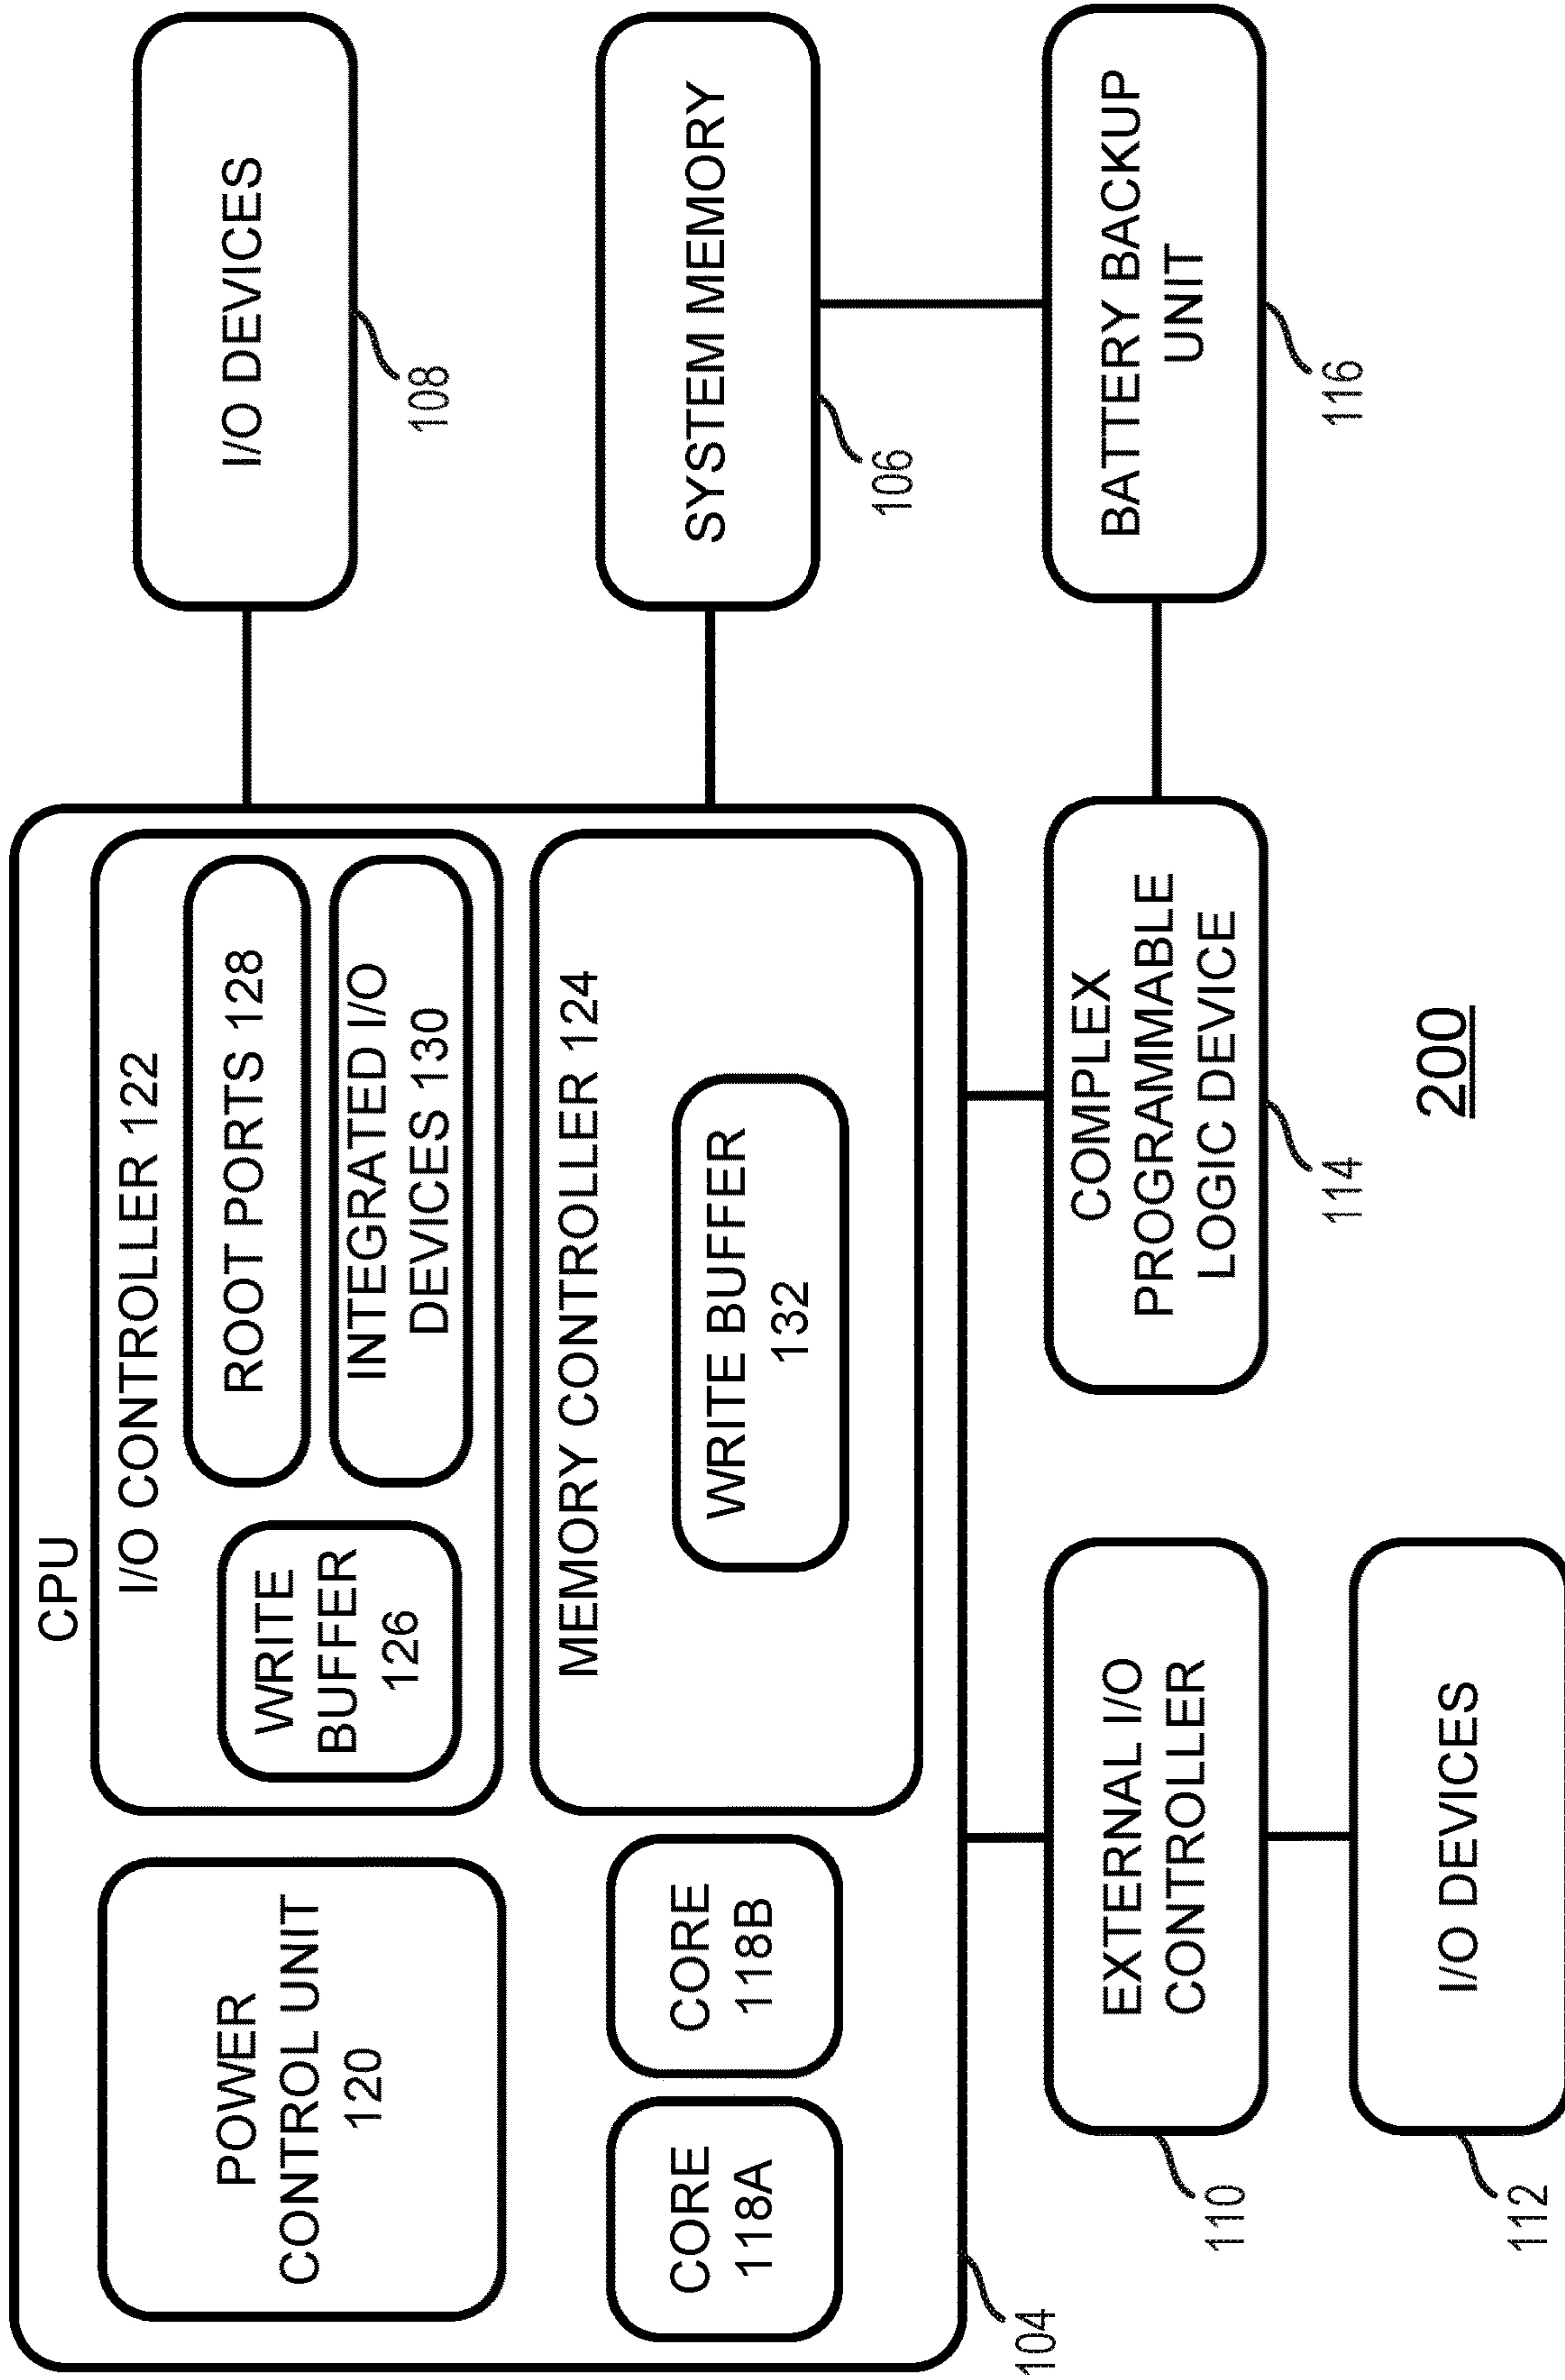 CPU
POWER
CONTROL UNIT
120
I/O CONTROLLER 122
WRITE
BUFFER
126
ROOT PORTS 128
INTEGRATED I/O
DEVICES 130
I/O DEVICES
108
CORE
118A
CORE
118B
MEMORY CONTROLLER 124
WRITE BUFFER
132
SYSTEM MEMORY
106
104
EXTERNAL I/O
CONTROLLER
110
COMPLEX
PROGRAMMABLE
LOGIC DEVICE
114
BATTERY BACKUP
UNIT
116
I/O DEVICES
112
200